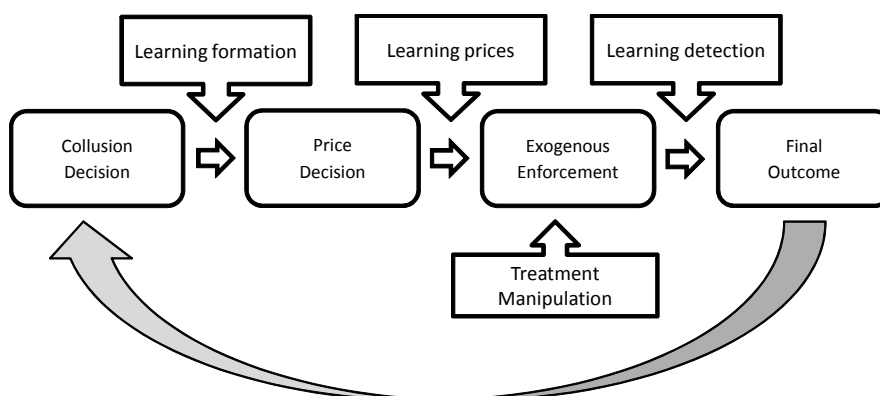 Learning formation
Learning prices
Learning detection
Collusion
Decision
Price
Decision
Exogenous
Enforcement
Final
Outcome
Treatment
Manipulation